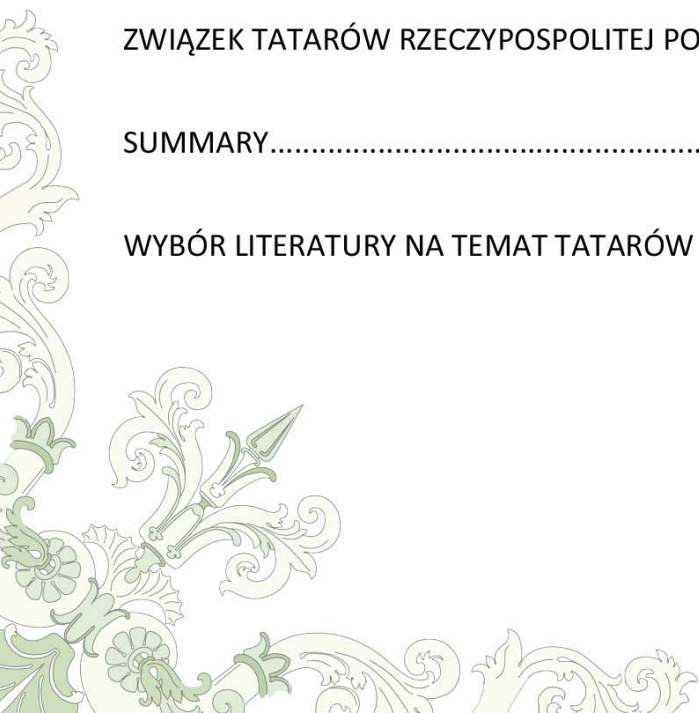 ZWIĄZEK TATARÓW RZECZYPOSPOLITEJ PO
SUMMARY.......................................................
WYBÓR LITERATURY NA TEMAT TATARÓW